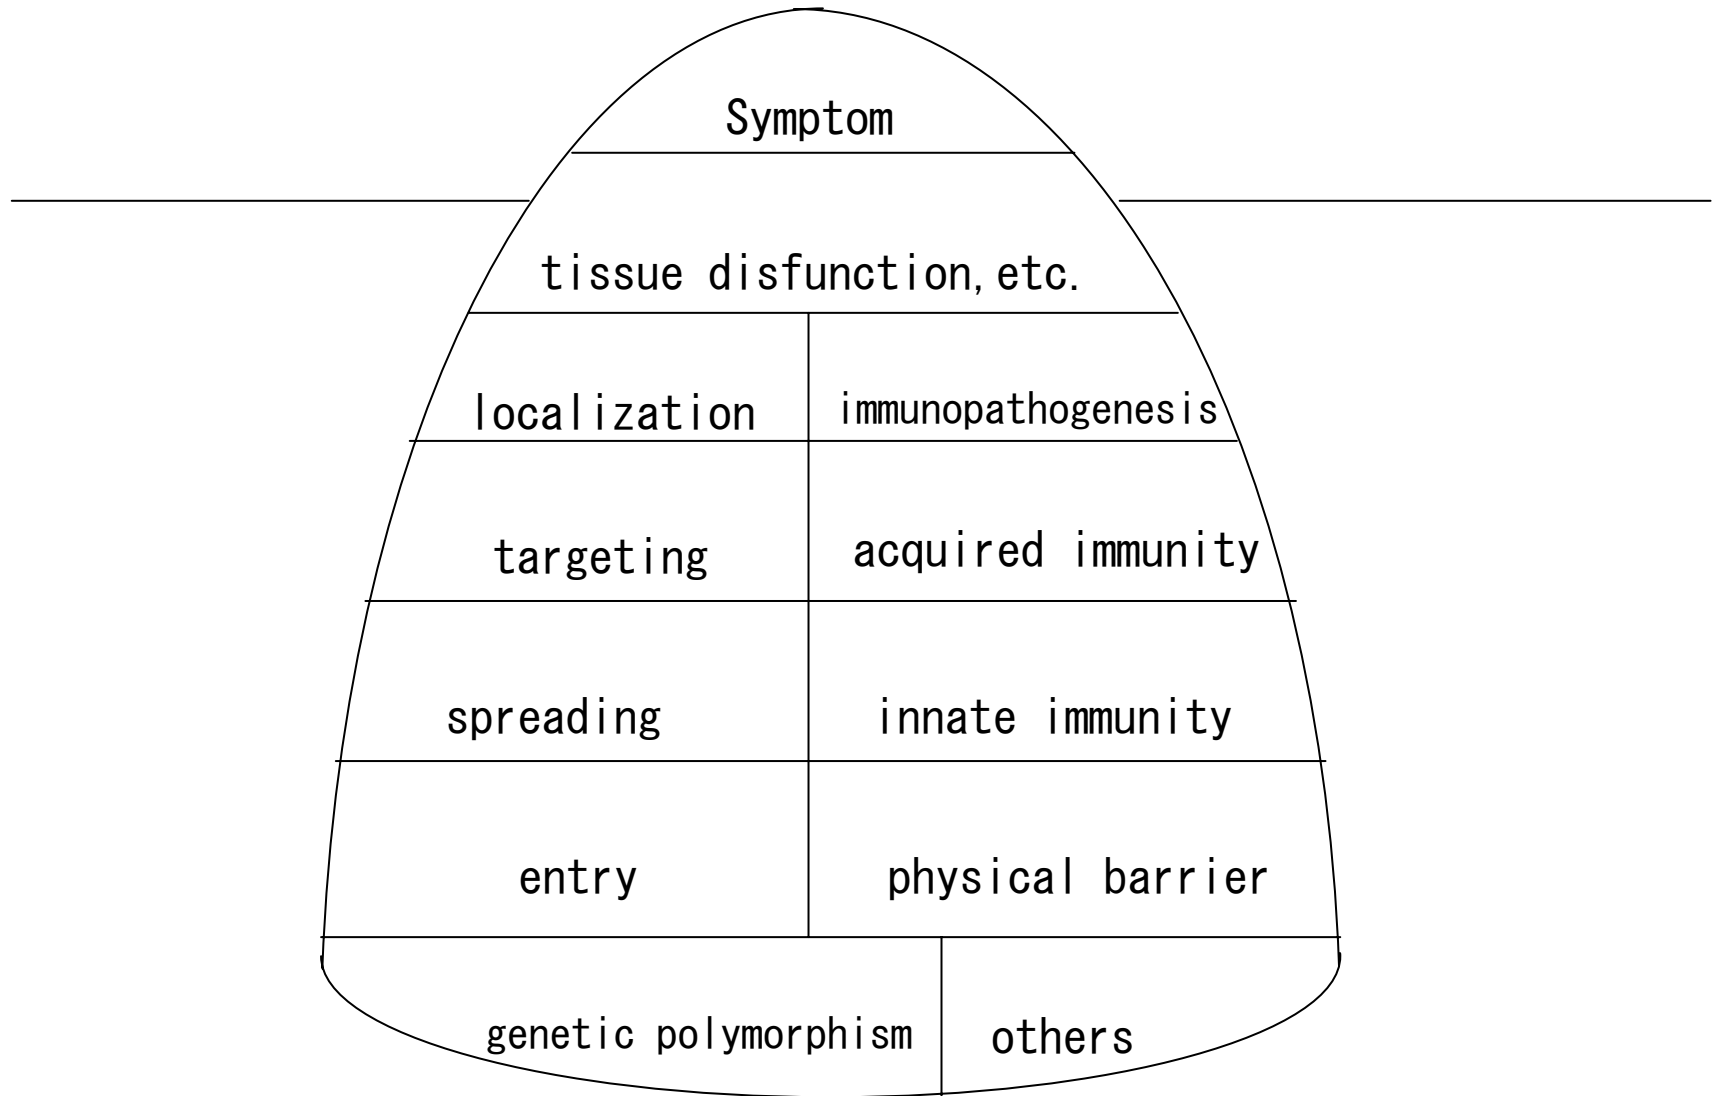 Symptom
tissue disfunction, etc.
localization
immunopathogenesis
targeting
acquired immunity
spreading
innate immunity
entry
physical barrier
genetic polymorphism
others